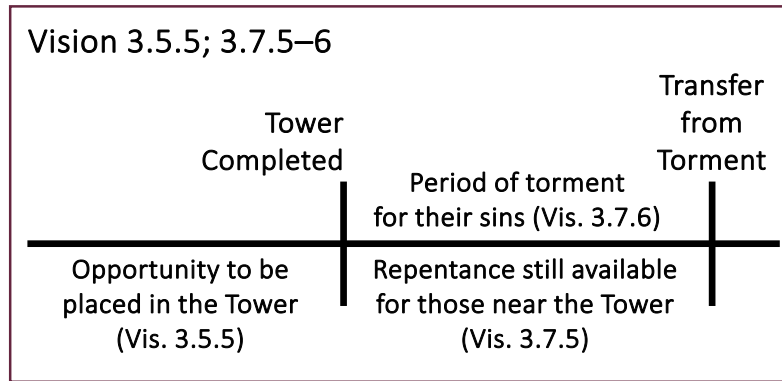 Vision 3.5.5; 3.7.5–6
Transfer
from
Torment
Tower
Completed
Period of torment
for their sins (Vis. 3.7.6)
Opportunity to be
placed in the Tower
(Vis. 3.5.5)
Repentance still available
for those near the Tower
(Vis. 3.7.5)